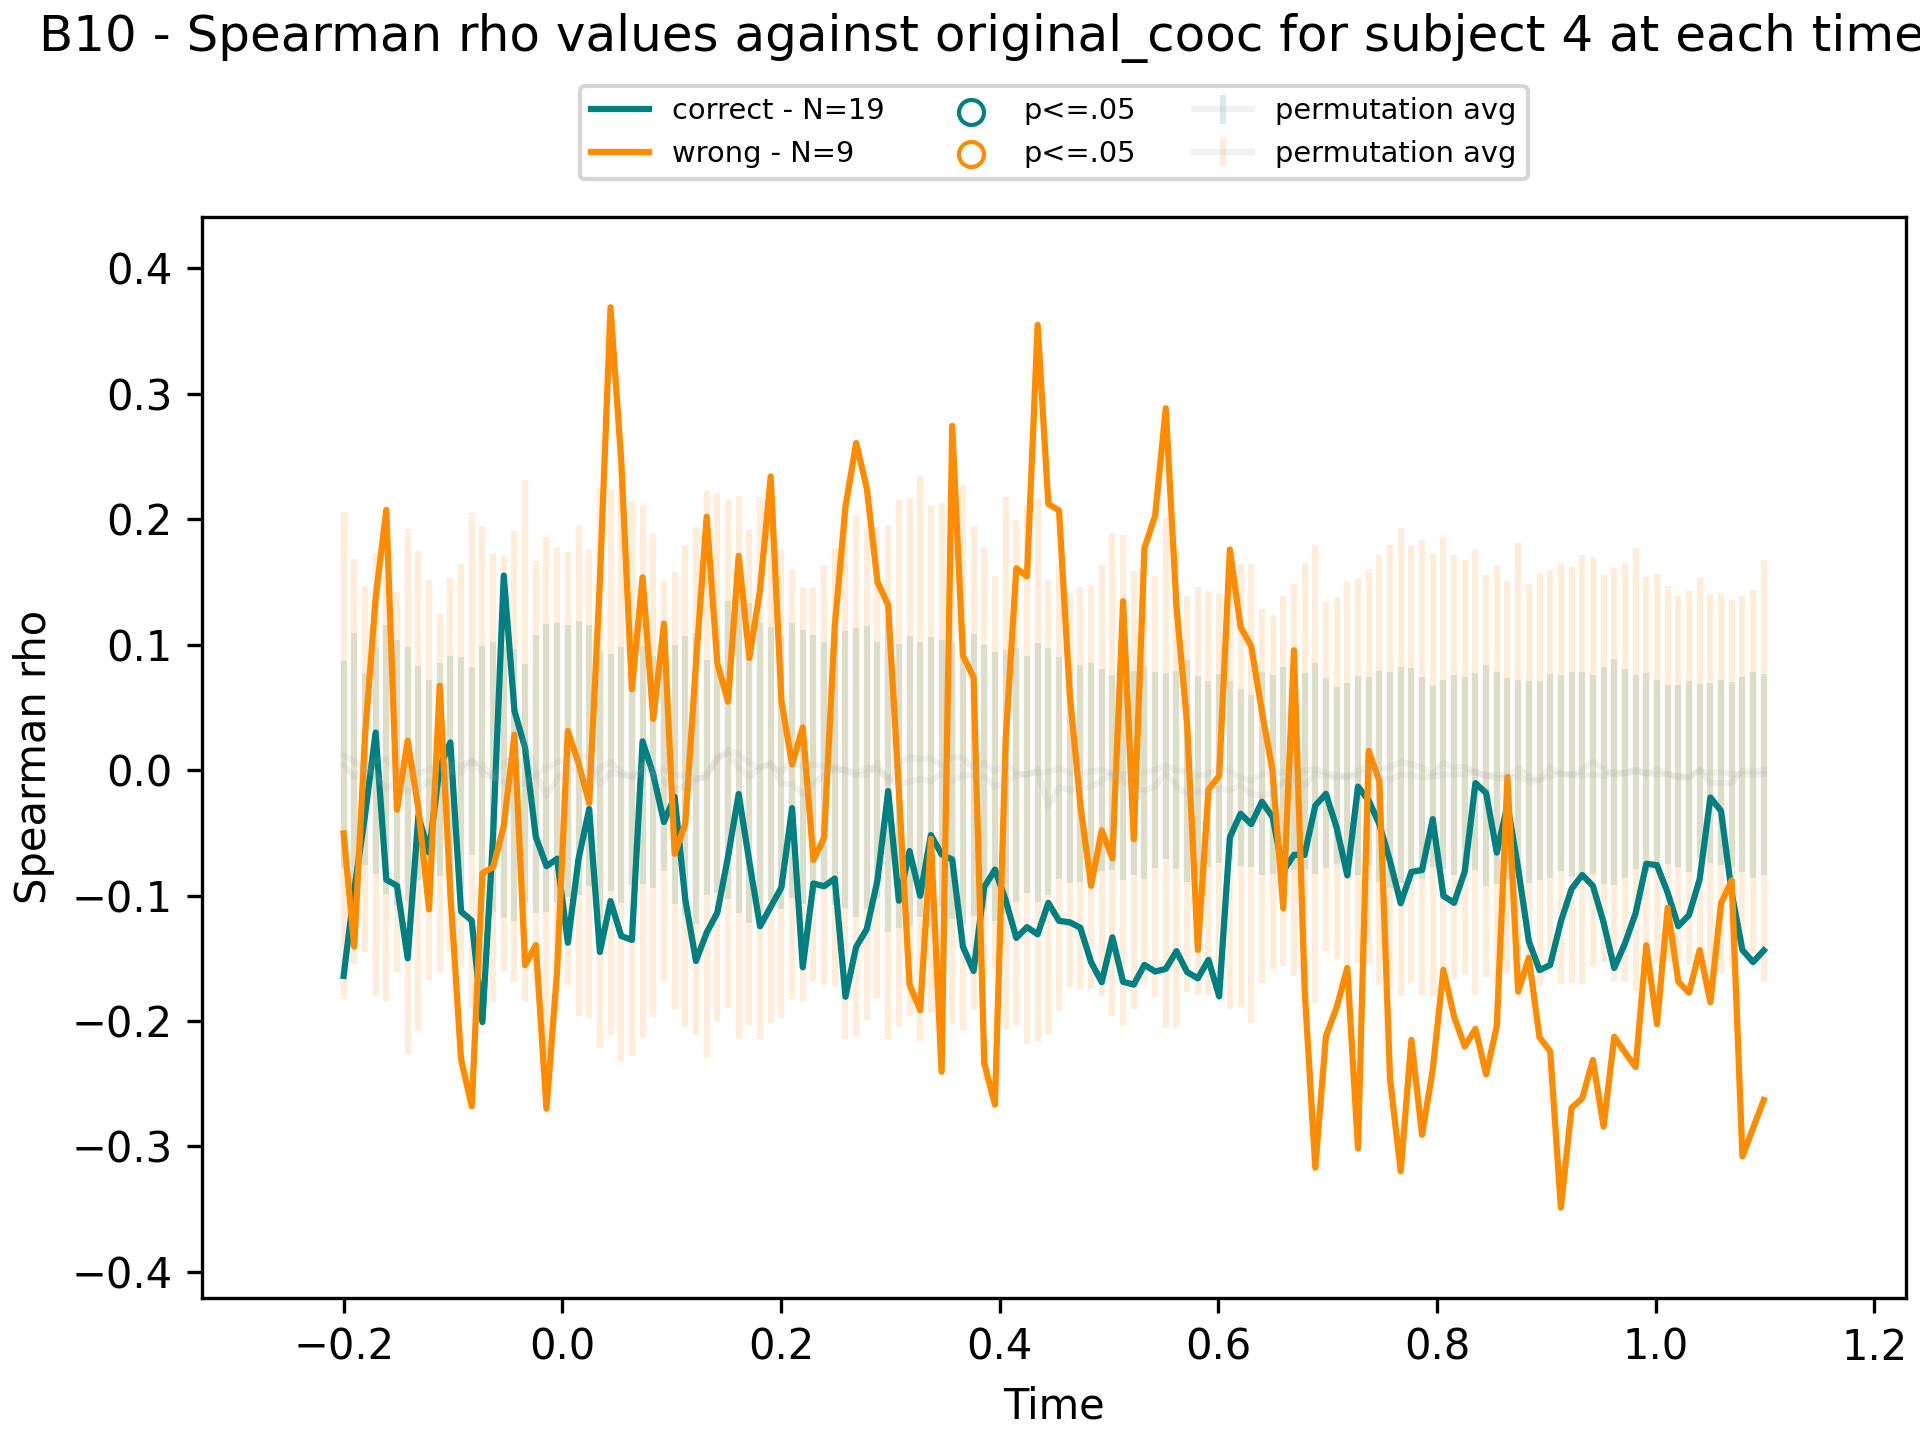 B10 - Spearman rho values against original_cooc for subject 4 at each time
correct - N=19
wrong - N=9
p<=.05
p<=.05
permutation avg
permutation avg
Spearman rho
0.4
0.3
0.2
0.1
0.0
−0.1
−0.2
−0.3
−0.4
−0.2
0.0
0.2
0.4
0.6
0.8
1.0
1.2
Time